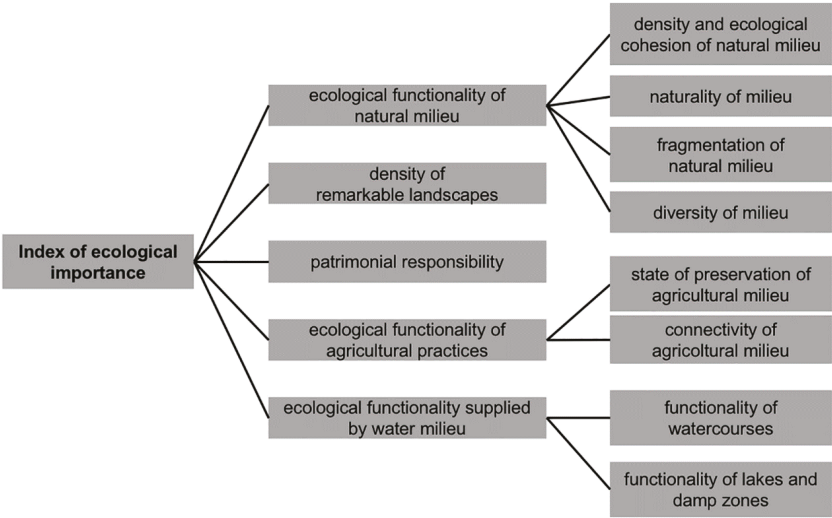 Index of ecological
importance
ecological functionality of
natural milieu
density of
remarkable landscapes
patrimonial responsibility
ecological functionality of
agricultural practices
ecological functionality supplied
by water milieu
density and ecological
cohesion of natural milieu
naturality of milieu
fragmentation of
natural milieu
diversity of milieu
state of preservation of
agricultural milieu
connectivity of
agricoltural milieu
functionality of
watercourses
functionality of lakes and
damp zones